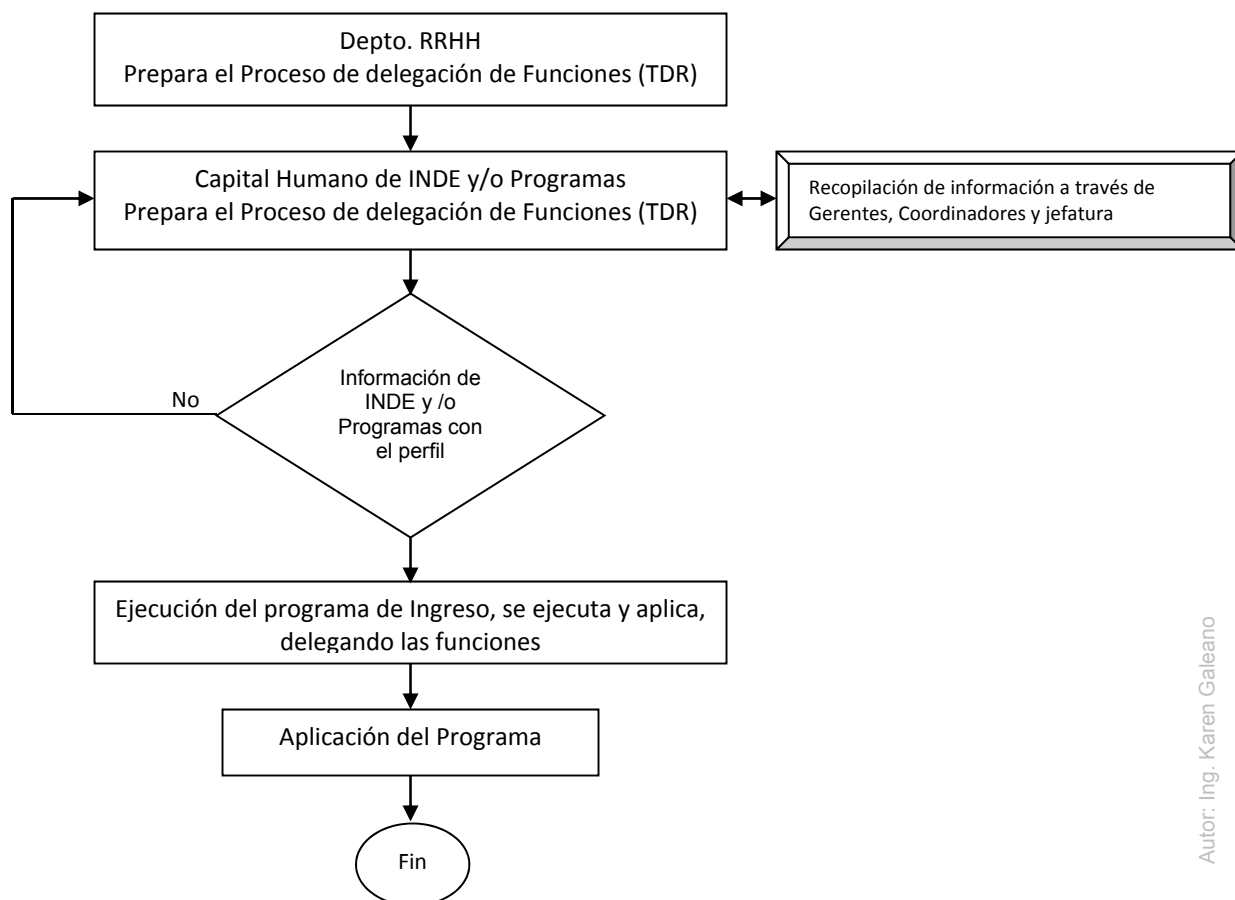 Depto. RRHH
Prepara el Proceso de delegación de Funciones (TDR)
Capital Humano de INDE y/o Programas
Prepara el Proceso de delegación de Funciones (TDR)
Recopilación de información a través de
Gerentes, Coordinadores y jefatura
Información de
INDE y /o
Programas con
el perfil
No
Ejecución del programa de Ingreso, se ejecuta y aplica,
delegando las funciones
Aplicación del Programa
Fin
Autor: Ing. Karen Galeano